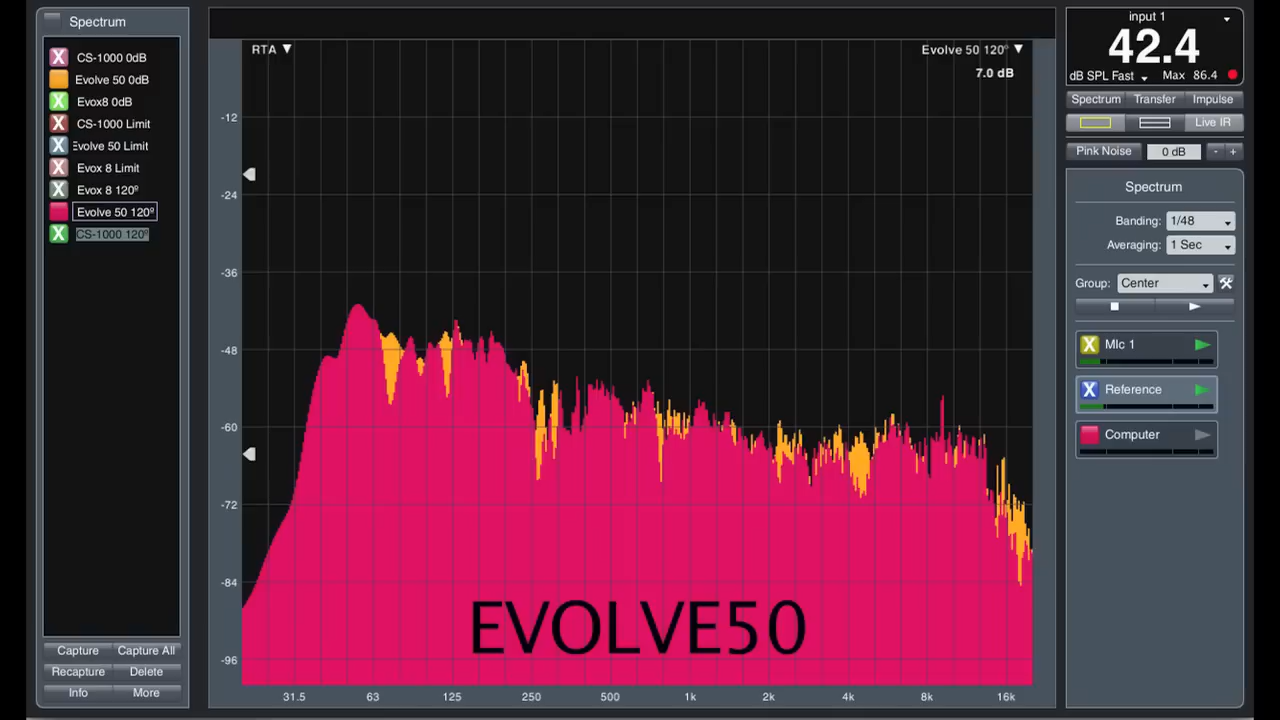 Spectrum
X CS-1000 0dB
Evolve 50 0dB
X Evox8 0dB
X CS-1000 Limit
X Evolve 50 Limit
X Evox 8 Limit
X Evox 8 120º
Evolve 50 120º
X CS-1000 120º
Capture Capture All
Recapture Delete
Info More
RTA
Evolve 50 120º
7.0 dB
-12
-24
-36
-48
-60
-72
-84
-96
EVOLVE50
31.5 63 125 250 500 1k 2k 4k 8k 16k
input 1
42.4
dB SPL Fast Max 86.4
Spectrum Transfer Impulse
Live IR
Pink Noise 0 dB - +
Spectrum
Banding: 1/48
Averaging: 1 Sec
Group: Center
X MIc 1
X Reference
Computer